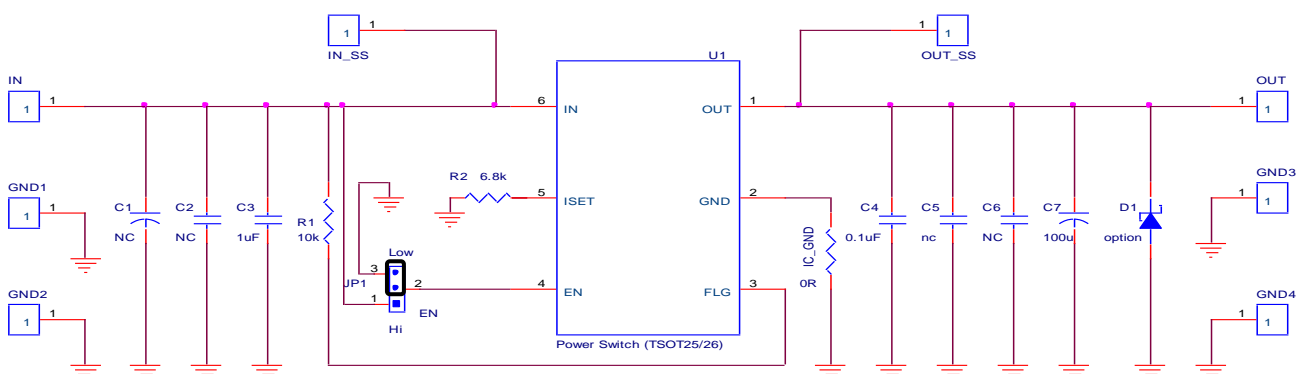 1
1
IN_SS
U1
1
1
OUT_SS
IN
1
1
6
IN
OUT
1
OUT
1
1
R2 6.8k
5
ISET
GND
2
GND1
1
1
GND3
1
1
C1
NC
C2
NC
C3
1uF
R1
10k
IC_GND
0R
C4
0.1uF
C5
nc
C6
NC
C7
100u
D1
option
Low
3
JP1
2
1
EN
Hi
4
EN
FLG
3
GND2
1
1
GND4
1
1
Power Switch (TSOT25/26)